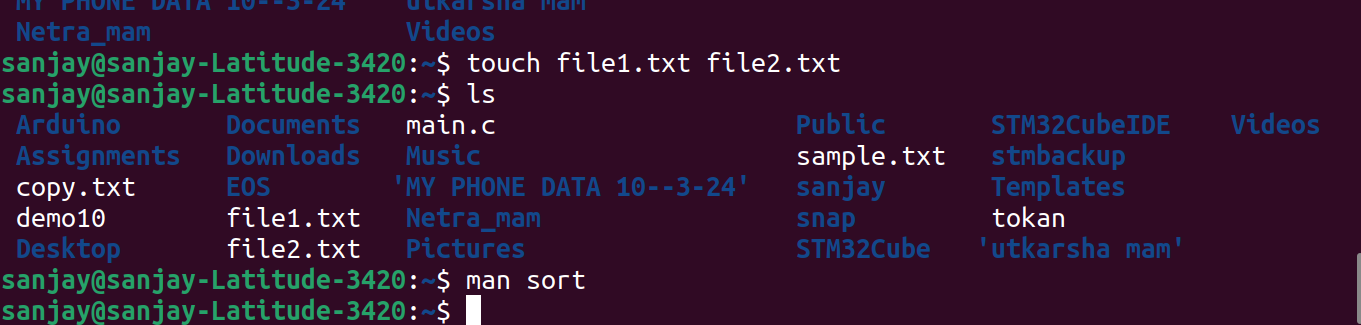 MY PHONE DATA 10--3-24' 'utkarsha mam'
Netra_mam Videos
sanjay@sanjay-Latitude-3420:~$ touch file1.txt file2.txt
sanjay@sanjay-Latitude-3420:~$ ls
Arduino Documents main.c Public STM32CubeIDE Videos
Assignments Downloads Music sample.txt stmbackup
copy.txt EOS 'MY PHONE DATA 10--3-24' sanjay Templates
demo10 file1.txt Netra_mam snap tokan
Desktop file2.txt Pictures STM32Cube 'utkarsha mam'
sanjay@sanjay-Latitude-3420:~$ man sort
sanjay@sanjay-Latitude-3420:~$